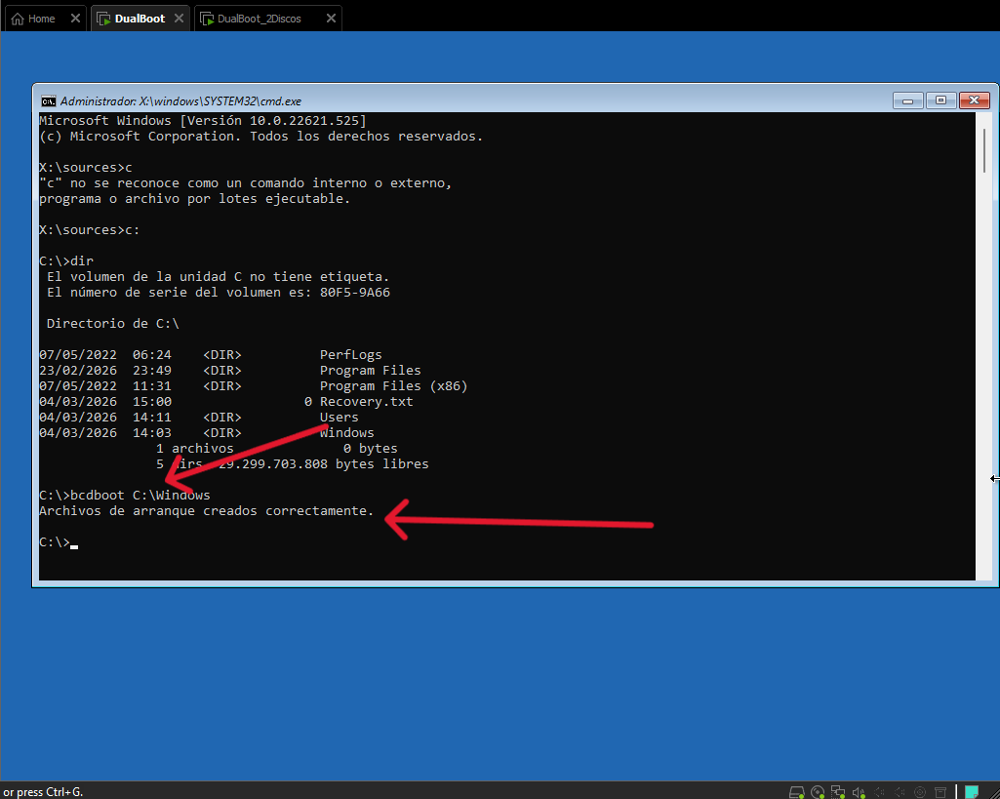 Home
DualBoot
DualBoot_2Discos
Administrador: X:\windows\SYSTEM32\cmd.exe
Microsoft Windows [Versión 10.0.22621.525]
(c) Microsoft Corporation. Todos los derechos reservados.
X:\sources>c
"c" no se reconoce como un comando interno o externo,
programa o archivo por lotes ejecutable.
X:\sources>c:
C:\>dir
El volumen de la unidad C no tiene etiqueta.
El número de serie del volumen es: 80F5-9A66
Directorio de C:\
07/05/2022  06:24    <DIR>          PerfLogs
23/02/2026  23:49    <DIR>          Program Files
07/05/2022  11:31    <DIR>          Program Files (x86)
04/03/2026  15:00                 0 Recovery.txt
04/03/2026  14:11    <DIR>          Users
04/03/2026  14:03    <DIR>          Windows
1 archivos              0 bytes
5 dirs  29.299.703.808 bytes libres
C:\>bcdboot C:\Windows
Archivos de arranque creados correctamente.
C:\>
or press Ctrl+G.